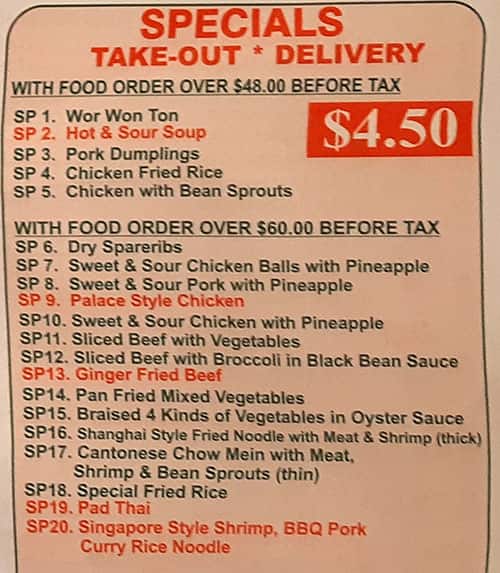 SPECIALS
TAKE-OUT * DELIVERY
WITH FOOD ORDER OVER $48.00 BEFORE TAX
SP 1. Wor Won Ton
SP 2. Hot & Sour Soup
$4.50
SP 3. Pork Dumplings
SP 4. Chicken Fried Rice
SP 5. Chicken with Bean Sprouts
WITH FOOD ORDER OVER $60.00 BEFORE TAX
SP 6. Dry Spareribs
SP 7. Sweet & Sour Chicken Balls with Pineapple
SP 8. Sweet & Sour Pork with Pineapple
SP 9. Palace Style Chicken
SP10. Sweet & Sour Chicken with Pineapple
SP11. Sliced Beef with Vegetables
SP12. Sliced Beef with Broccoli in Black Bean Sauce
SP13. Ginger Fried Beef
SP14. Pan Fried Mixed Vegetables
SP15. Braised 4 Kinds of Vegetables in Oyster Sauce
SP16. Shanghai Style Fried Noodle with Meat & Shrimp (thick)
SP17. Cantonese Chow Mein with Meat,
Shrimp & Bean Sprouts (thin)
SP18. Special Fried Rice
SP19. Pad Thai
SP20. Singapore Style Shrimp, BBQ Pork
Curry Rice Noodle